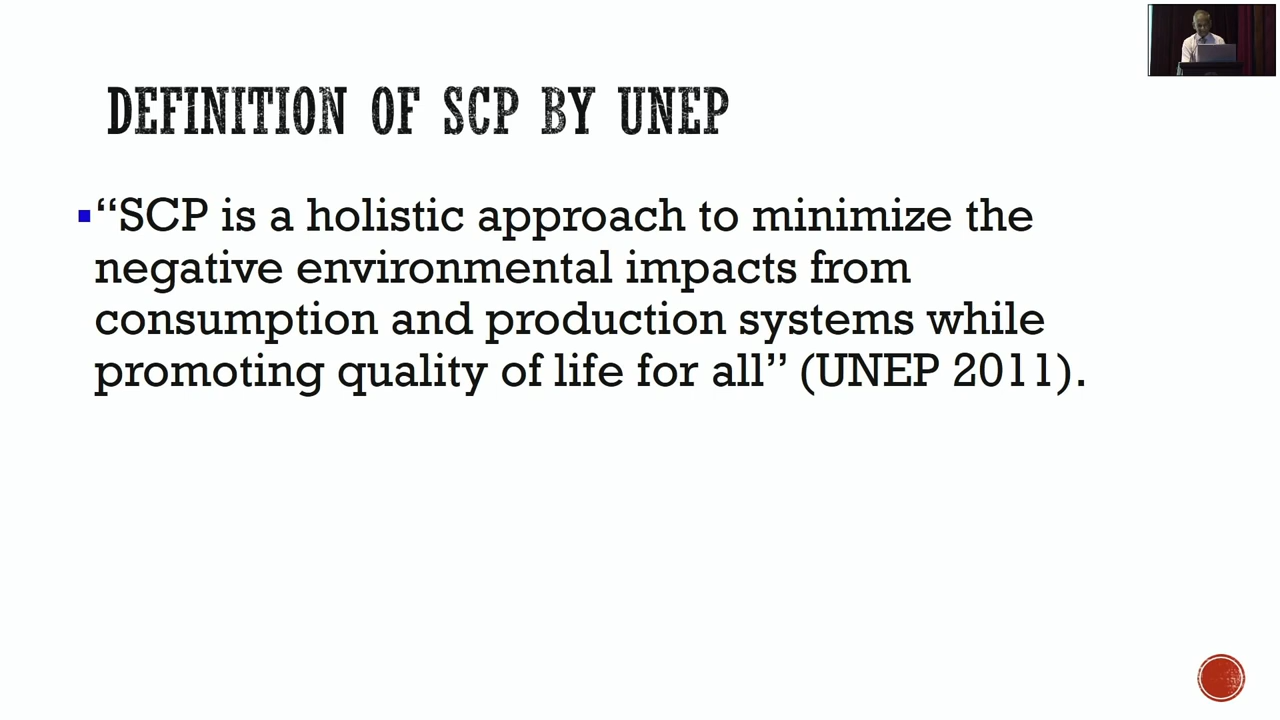 DEFINITION OF SCP BY UNEP
▪“SCP is a holistic approach to minimize the
negative environmental impacts from
consumption and production systems while
promoting quality of life for all” (UNEP 2011).